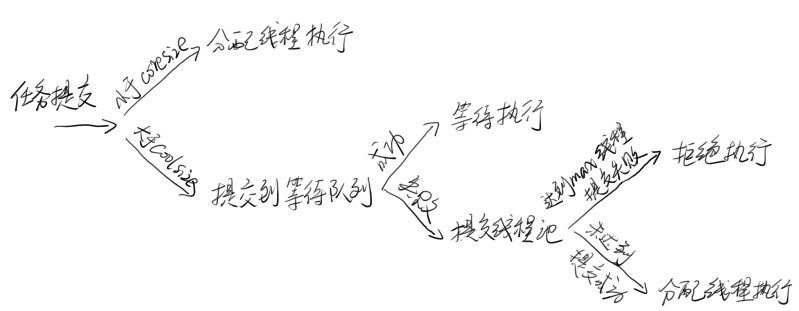 任务提交
小于coresize
分配线程执行
大于coolsize
提交到等待队列
成功
等待执行
失败
提交线程池
达到max线程
提交失败
拒绝执行
未达到
提交成功
分配线程执行